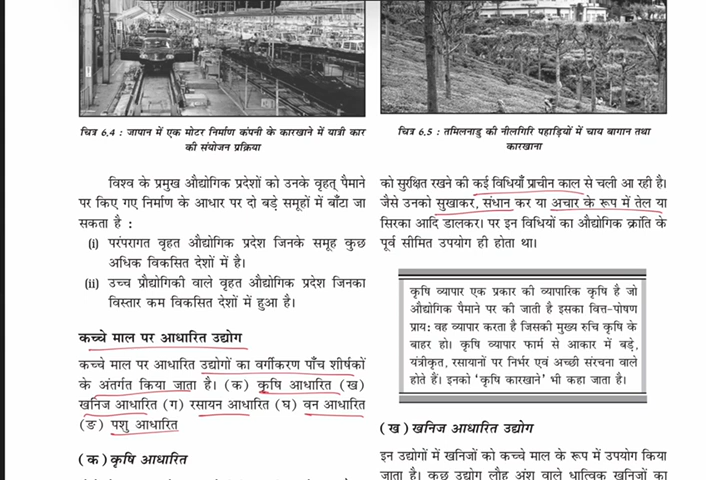 चित्र 6.4 : जापान में एक मोटर निर्माण कंपनी के कारखाने में यात्री कार
की संयोजन प्रक्रिया
विश्व के प्रमुख औद्योगिक प्रदेशों को उनके वृहत् पैमाने
पर किए गए निर्माण के आधार पर दो बड़े समूहों में बाँटा जा
सकता है :
(i) परंपरागत वृहत औद्योगिक प्रदेश जिनके समूह कुछ
अधिक विकसित देशों में है।
(ii) उच्च प्रौद्योगिकी वाले वृहत औद्योगिक प्रदेश जिनका
विस्तार कम विकसित देशों में हुआ है।
कच्चे माल पर आधारित उद्योग
कच्चे माल पर आधारित उद्योगों का वर्गीकरण पाँच शीर्षकों
के अंतर्गत किया जाता है। (क) कृषि आधारित (ख)
खनिज आधारित (ग) रसायन आधारित (घ) वन आधारित
(ङ) पशु आधारित
(क) कृषि आधारित
चित्र 6.5 : तमिलनाडु की नीलगिरि पहाड़ियों में चाय बागान तथा
कारखाना
को सुरक्षित रखने की कई विधियाँ प्राचीन काल से चली आ रही है।
जैसे उनको सुखाकर, संधान कर या अचार के रूप में तेल या
सिरका आदि डालकर। पर इन विधियों का औद्योगिक क्रांति के
पूर्व सीमित उपयोग ही होता था।
कृषि व्यापार एक प्रकार की व्यापारिक कृषि है जो
औद्योगिक पैमाने पर की जाती है इसका वित्त-पोषण
प्राय: वह व्यापार करता है जिसकी मुख्य रुचि कृषि के
बाहर हो। कृषि व्यापार फार्म से आकार में बड़े,
यंत्रीकृत, रसायनों पर निर्भर एवं अच्छी संरचना वाले
होते हैं। इनको ‘कृषि कारखाने’ भी कहा जाता है।
(ख) खनिज आधारित उद्योग
इन उद्योगों में खनिजों को कच्चे माल के रूप में उपयोग किया
जाता है। कुछ उद्योग लौह अंश वाले धात्विक खनिजों का